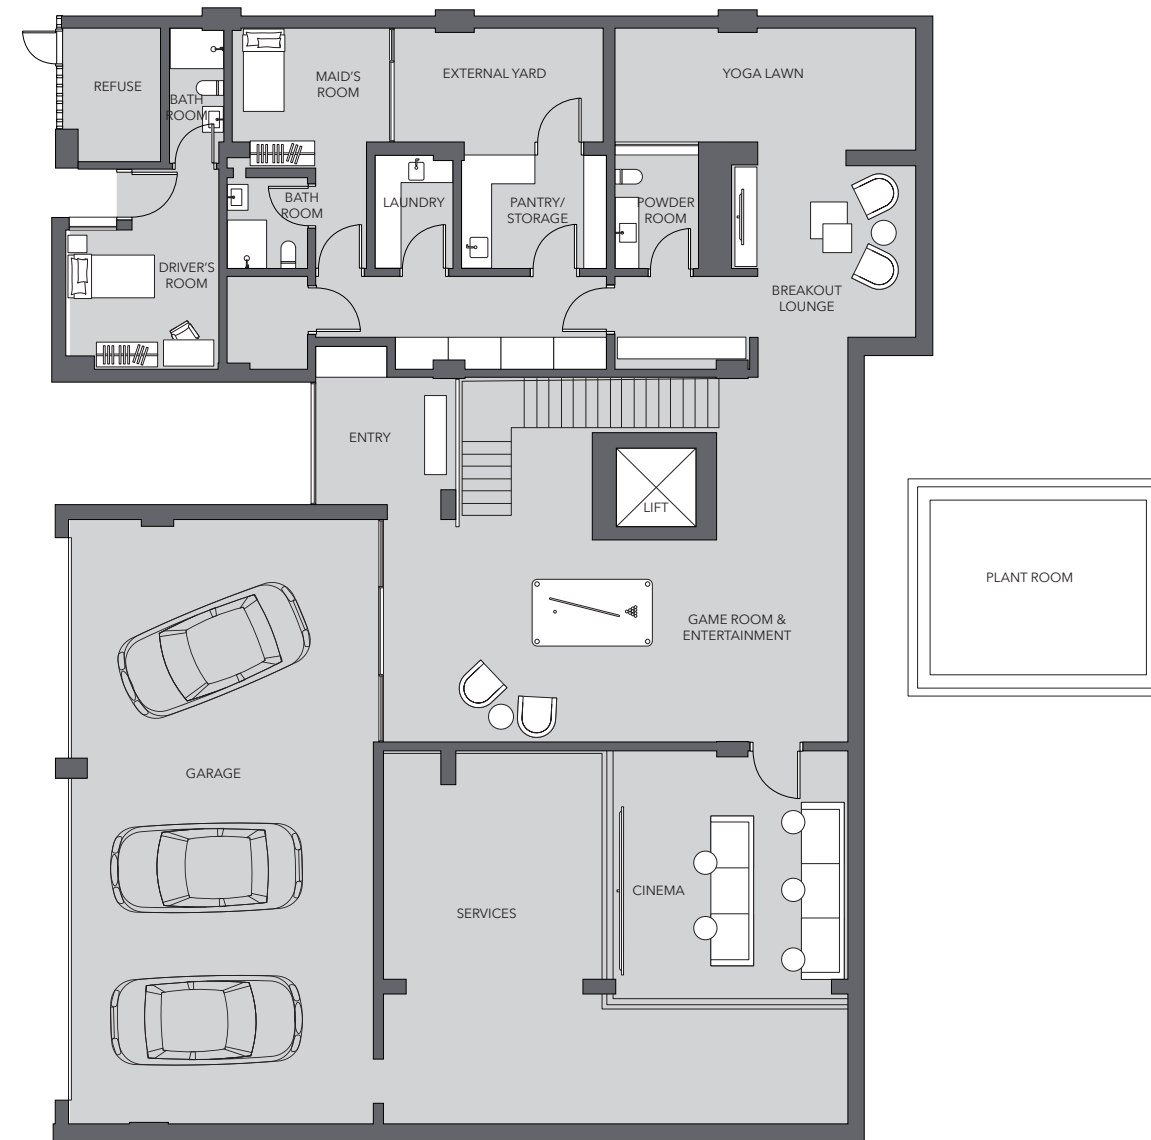 REFUSE
BATH
ROOM
MAID'S
ROOM
EXTERNAL YARD
YOGA LAWN
BATH
ROOM
LAUNDRY
PANTRY/
STORAGE
POWDER
ROOM
DRIVER'S
ROOM
BREAKOUT
LOUNGE
ENTRY
LIFT
PLANT ROOM
GAME ROOM &
ENTERTAINMENT
GARAGE
CINEMA
SERVICES